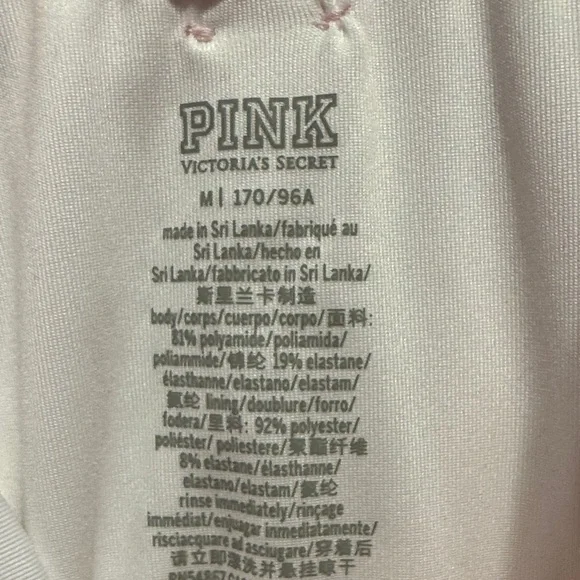 PINK
VICTORIA'S SECRET
M | 170/96A
made in Sri Lanka/fabriqué au
Sri Lanka/hecho en
Sri Lanka/fabbricato in Sri Lanka/
斯里兰卡制造
body/corps/cuerpo/corpo/面料:
81% polyamide/poliamida/
poliammide/锦纶 19% elastane/
élasthanne/elastano/elastam/
氨纶 lining/doublure/forro/
fodera/里料: 92% polyester/
poliéster/ poliestere/聚酯纤维
8% elastane/élasthanne/
elastano/elastam/氨纶
rinse immediately/rinçage
immédiat/enjuagar inmediatamente/
risciacquare ad asciugare/穿着后
请立即漂洗并悬挂晾干